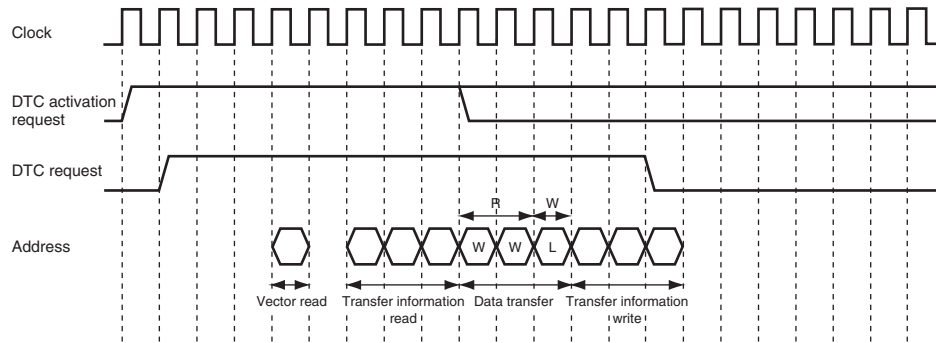 Clock
DTC activation
request
DTC request
R
W
Address
W
W
L
Vector read
Transfer information
read
Data transfer
Transfer information
write